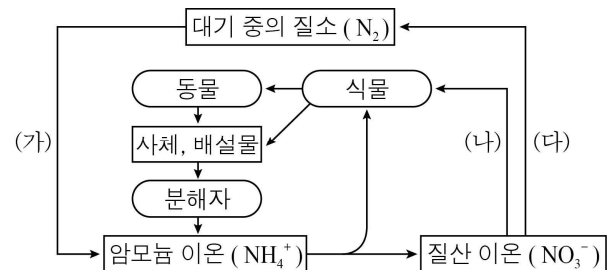 대기 중의 질소 ( N₂ )
동물
식물
(가)
사체, 배설물
(나)
(다)
분해자
암모늄 이온 ( NH₄⁺ )
질산 이온 ( NO₃⁻ )